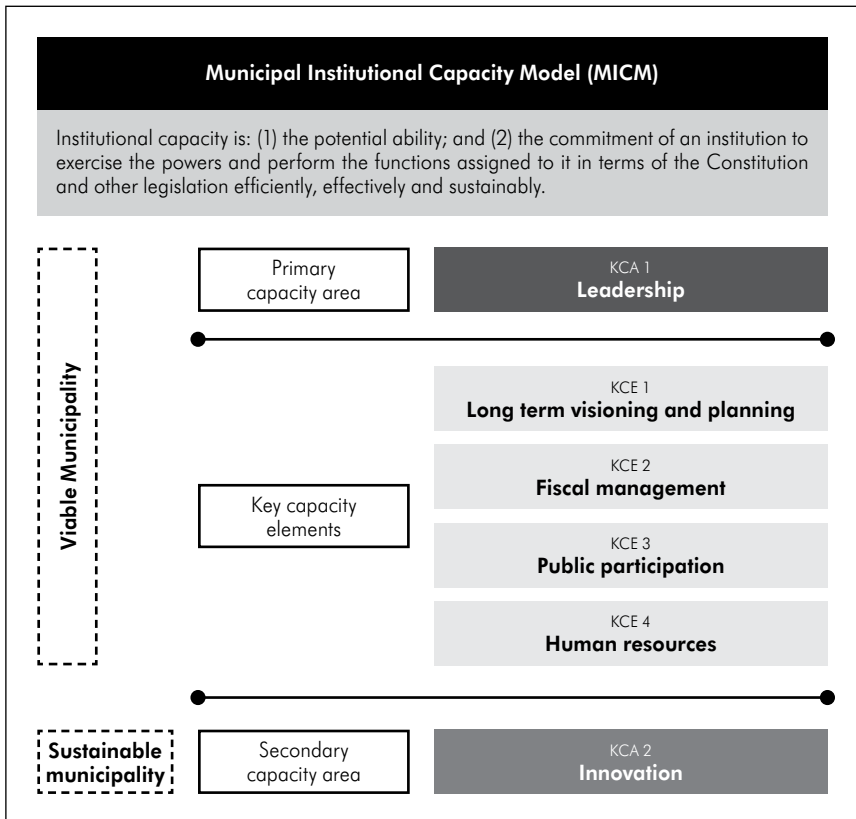 Municipal Institutional Capacity Model (MICM)
Institutional capacity is: (1) the potential ability; and (2) the commitment of an institution to
exercise the powers and perform the functions assigned to it in terms of the Constitution
and other legislation efficiently, effectively and sustainably.
Viable Municipality
Primary
capacity area
KCA 1
Leadership
Key capacity
elements
KCE 1
Long term visioning and planning
KCE 2
Fiscal management
KCE 3
Public participation
KCE 4
Human resources
Sustainable
municipality
Secondary
capacity area
KCA 2
Innovation